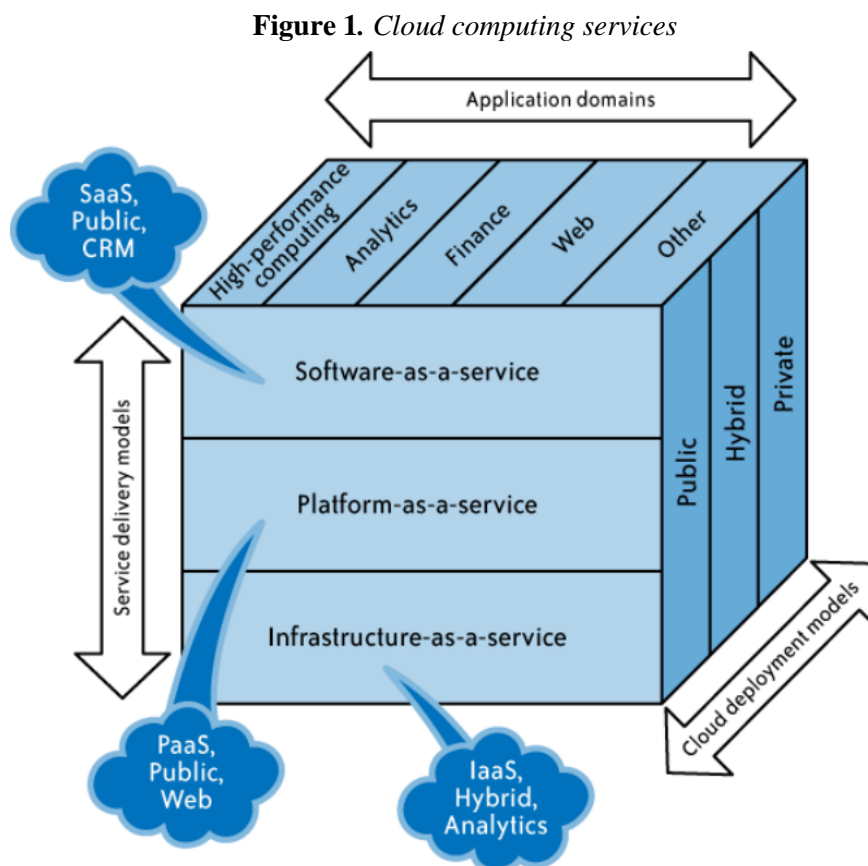 Figure 1. Cloud computing services
Application domains
SaaS,
Public,
CRM
High-performance
computing
Analytics
Finance
Web
Other
Service delivery models
Software-as-a-service
Platform-as-a-service
Infrastructure-as-a-service
Public
Hybrid
Private
Cloud deployment models
PaaS,
Public,
Web
IaaS,
Hybrid,
Analytics